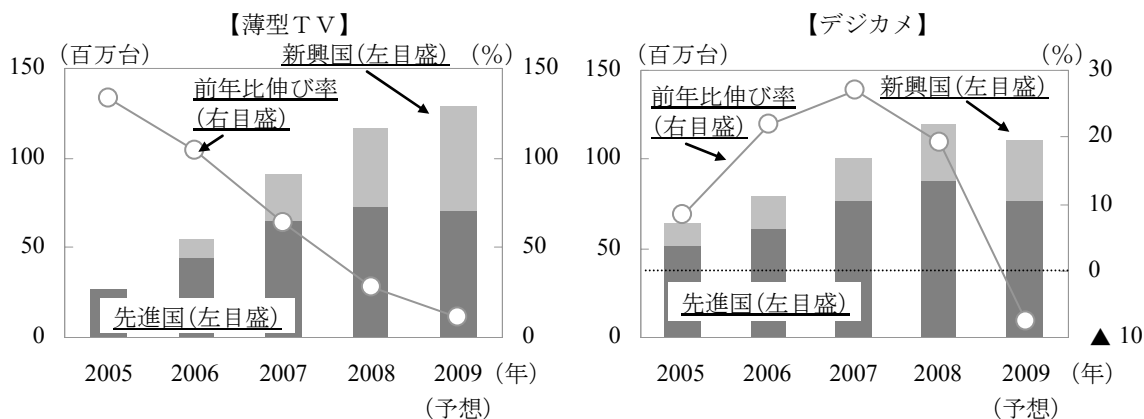 【薄型ＴＶ】
（百万台）
新興国（左目盛）
（%）
前年比伸び率
（右目盛）
150
100
50
0
150
100
50
0
先進国（左目盛）
2005 2006 2007 2008 2009 （年）
（予想）
【デジカメ】
（百万台）
（%）
前年比伸び率
（右目盛）
新興国（左目盛）
150
100
50
0
30
20
10
0
▲ 10
先進国（左目盛）
2005 2006 2007 2008 2009 （年）
（予想）